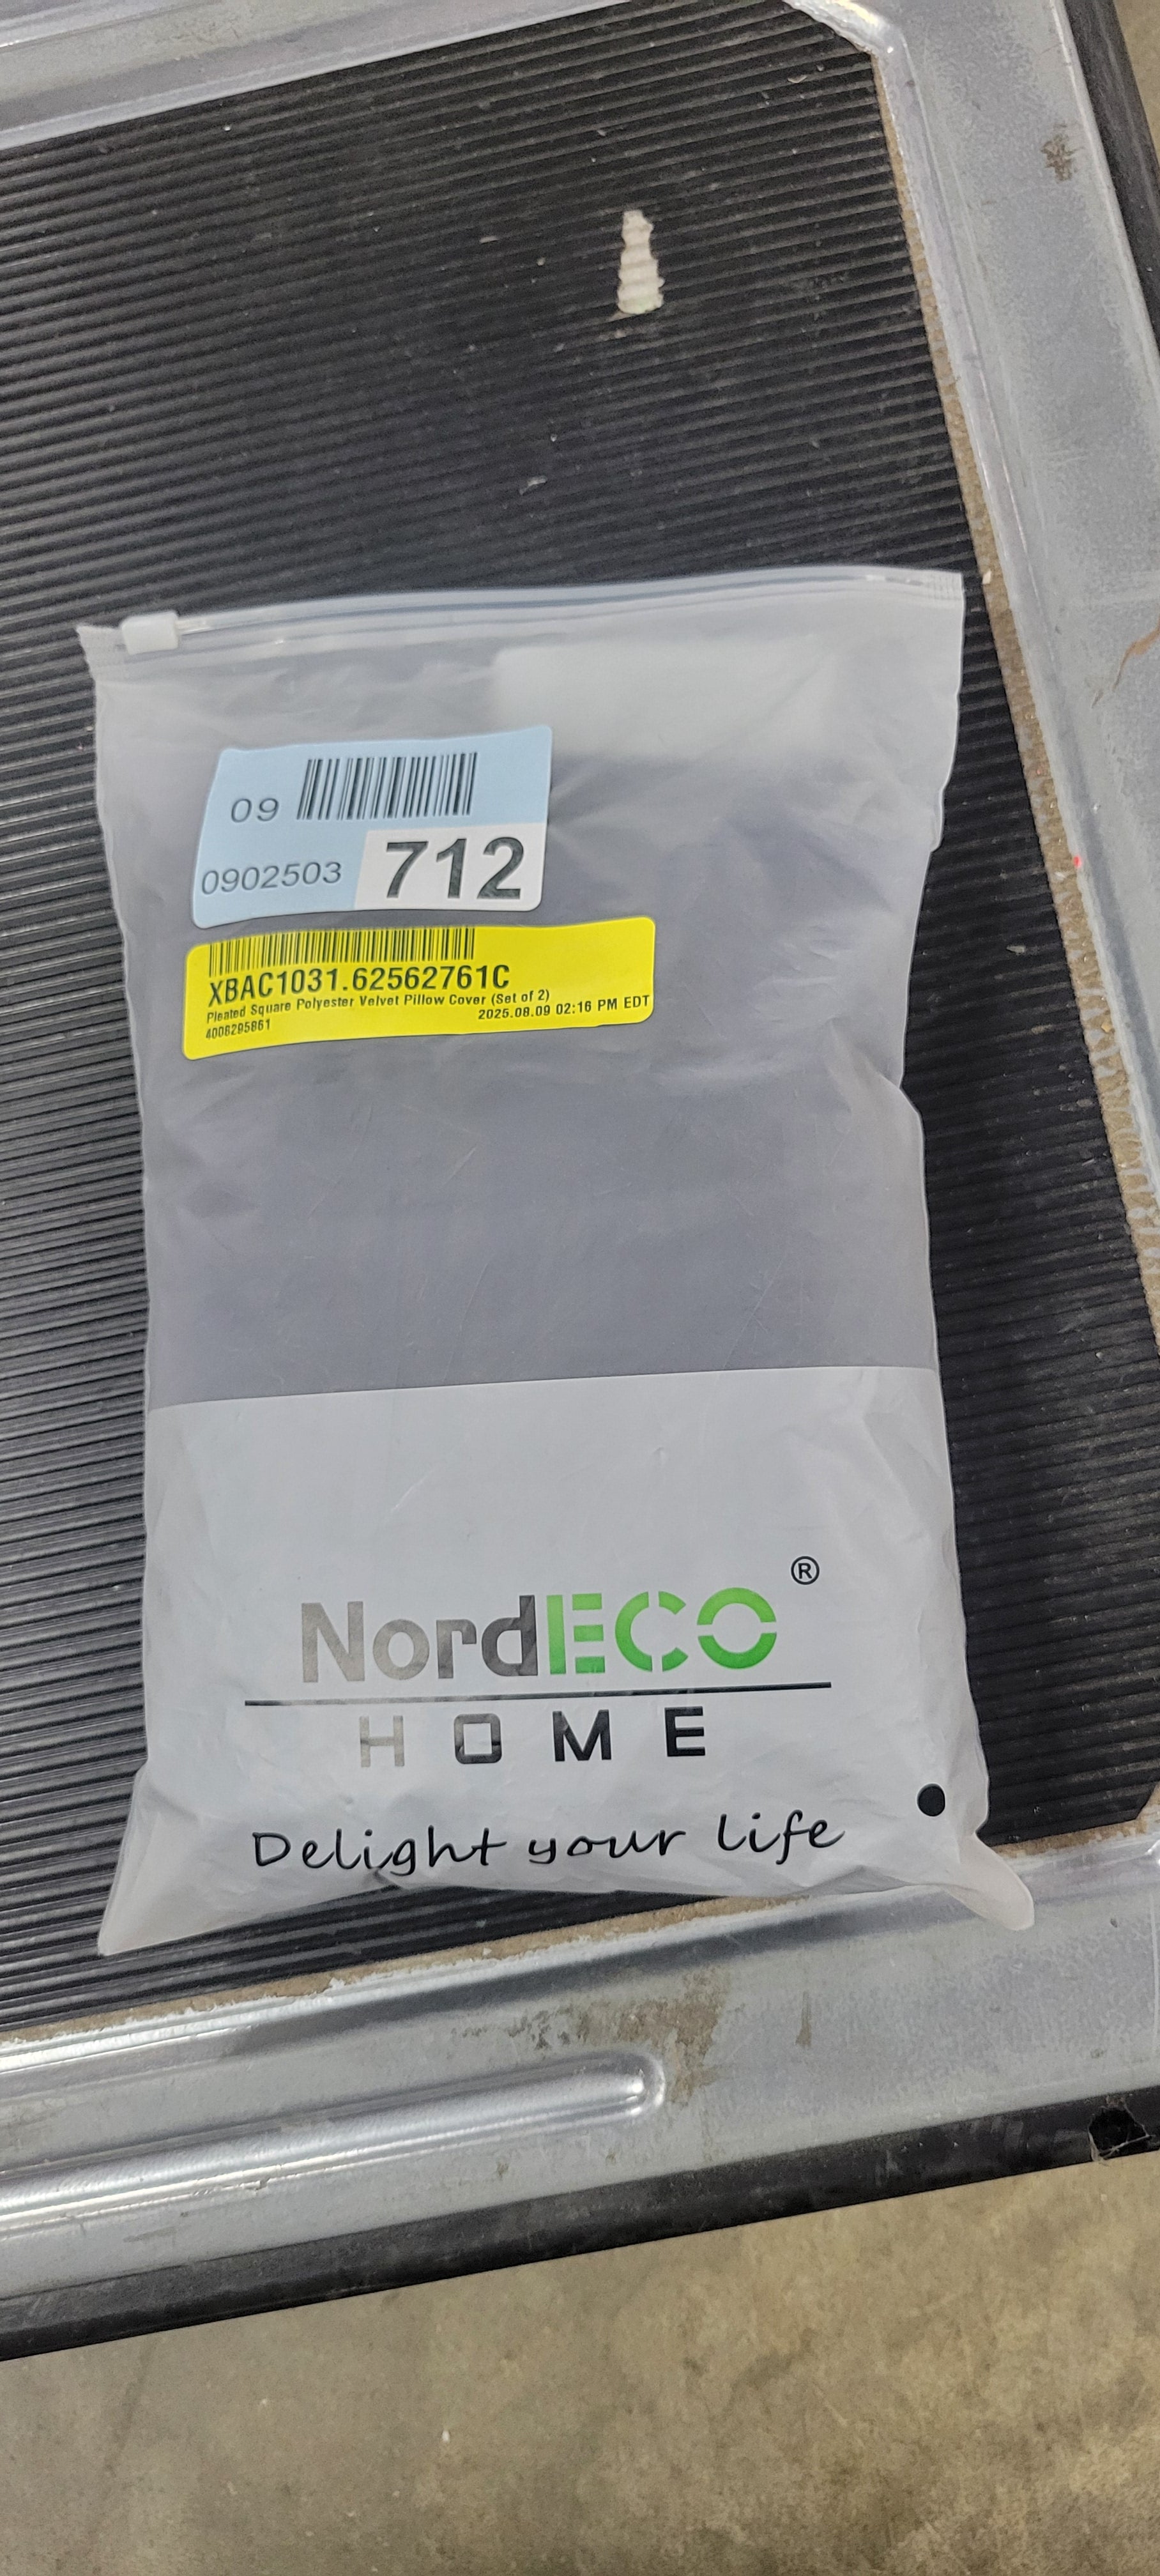 09
0902503 712
XBAC1031.62562761C
Pleated Square Polyester Velvet Pillow Cover (Set of 2)
4006295861 2025.08.09 02:16 PM EDT
NordECO ®
HOME
Delight your life